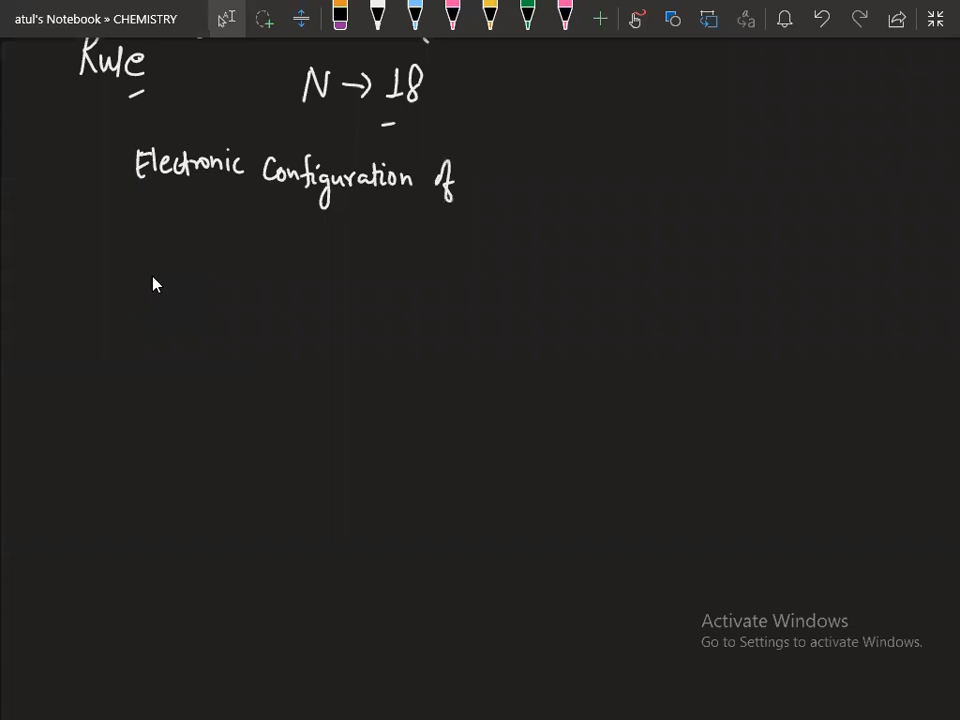 atul's Notebook » CHEMISTRY
Rule
N → 18
Electronic Configuration of
Activate Windows
Go to Settings to activate Windows.